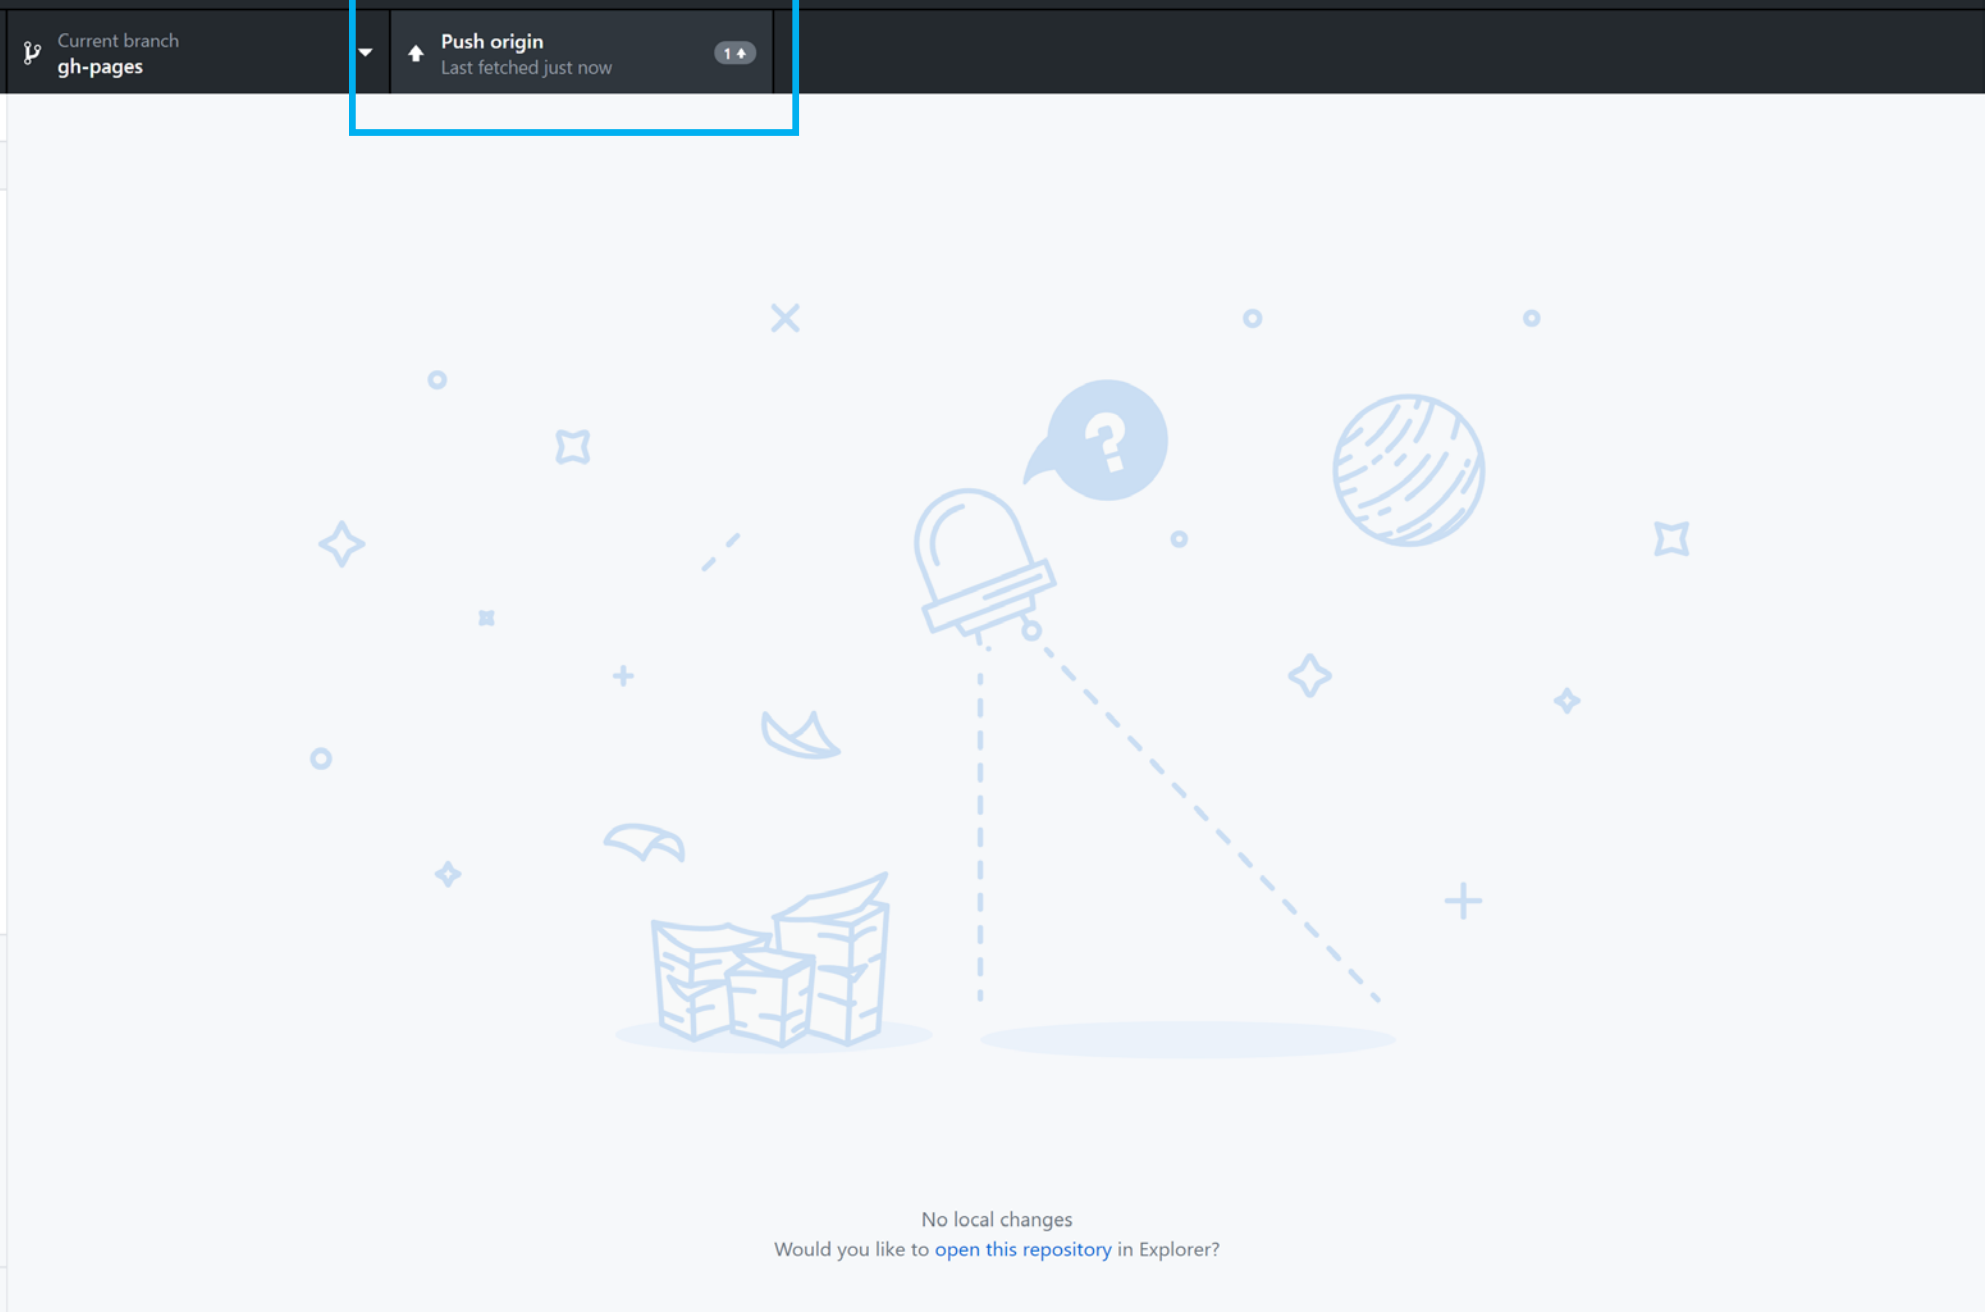 Current branch
gh-pages
Push origin
Last fetched just now
1
?
No local changes
Would you like to open this repository in Explorer?